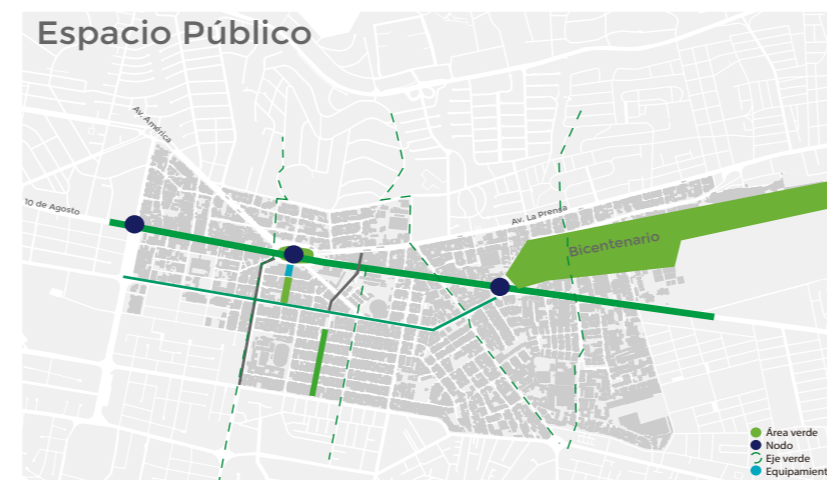 Espacio Público
Av. América
10 de Agosto
Av. La Prensa
Bicentenario
Área verde
Nodo
Eje verde
Equipamient